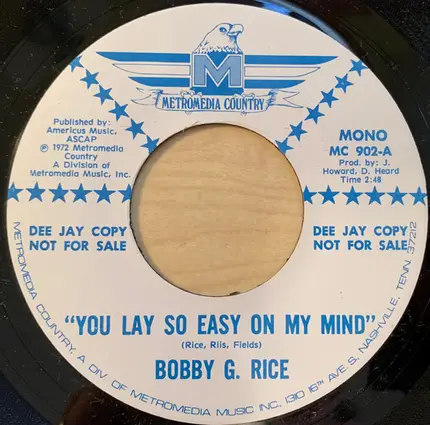 M
METROMEDIA COUNTRY
Published by:
Americus Music,
ASCAP
Ⓟ 1972 Metromedia
Country
A Division of
Metromedia Music, Inc.
MONO
MC 902-A
Prod. by: J.
Howard, D. Heard
Time 2:48
DEE JAY COPY
NOT FOR SALE
DEE JAY COPY
NOT FOR SALE
"YOU LAY SO EASY ON MY MIND"
(Rice, Riis, Fields)
BOBBY G. RICE
METROMEDIA COUNTRY, A DIV. OF METROMEDIA MUSIC INC., 1310 16TH AVE S, NASHVILLE, TENN. 37212